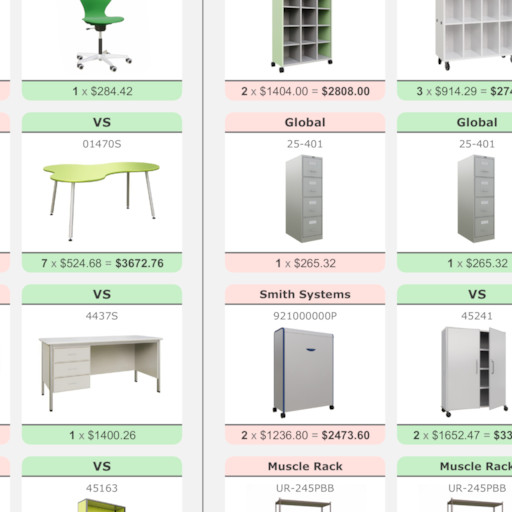 1 x $284.42
2 x $1404.00 = $2808.00
3 x $914.29 = $274
VS
Global
Global
01470S
25-401
25-401
7 x $524.68 = $3672.76
1 x $265.32
1 x $265.32
VS
Smith Systems
VS
4437S
921000000P
45241
1 x $1400.26
2 x $1236.80 = $2473.60
2 x $1652.47 = $33
VS
Muscle Rack
Muscle Rack
45163
UR-245PBB
UR-245PBB